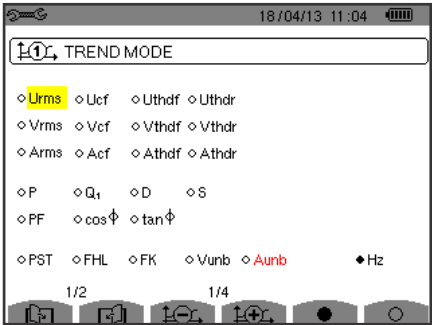 18/04/13 11:04
1 TREND MODE
Urms Ucf Uthdf Uthdr
Vrms Vcf Vthdf Vthdr
Arms Acf Athdf Athdr
P Q₁ D S
PF cosΦ tanΦ
PST FHL FK Vunb Aunb Hz
1/2 1/4